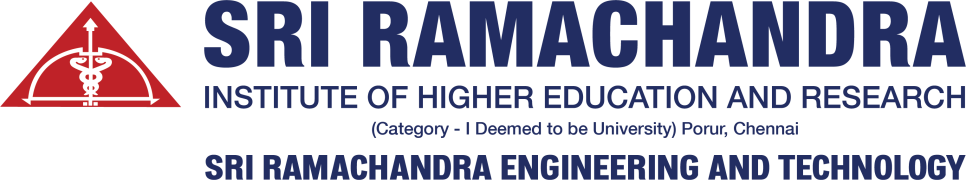 SRI RAMACHANDRA
INSTITUTE OF HIGHER EDUCATION AND RESEARCH
(Category - I Deemed to be University) Porur, Chennai
SRI RAMACHANDRA ENGINEERING AND TECHNOLOGY